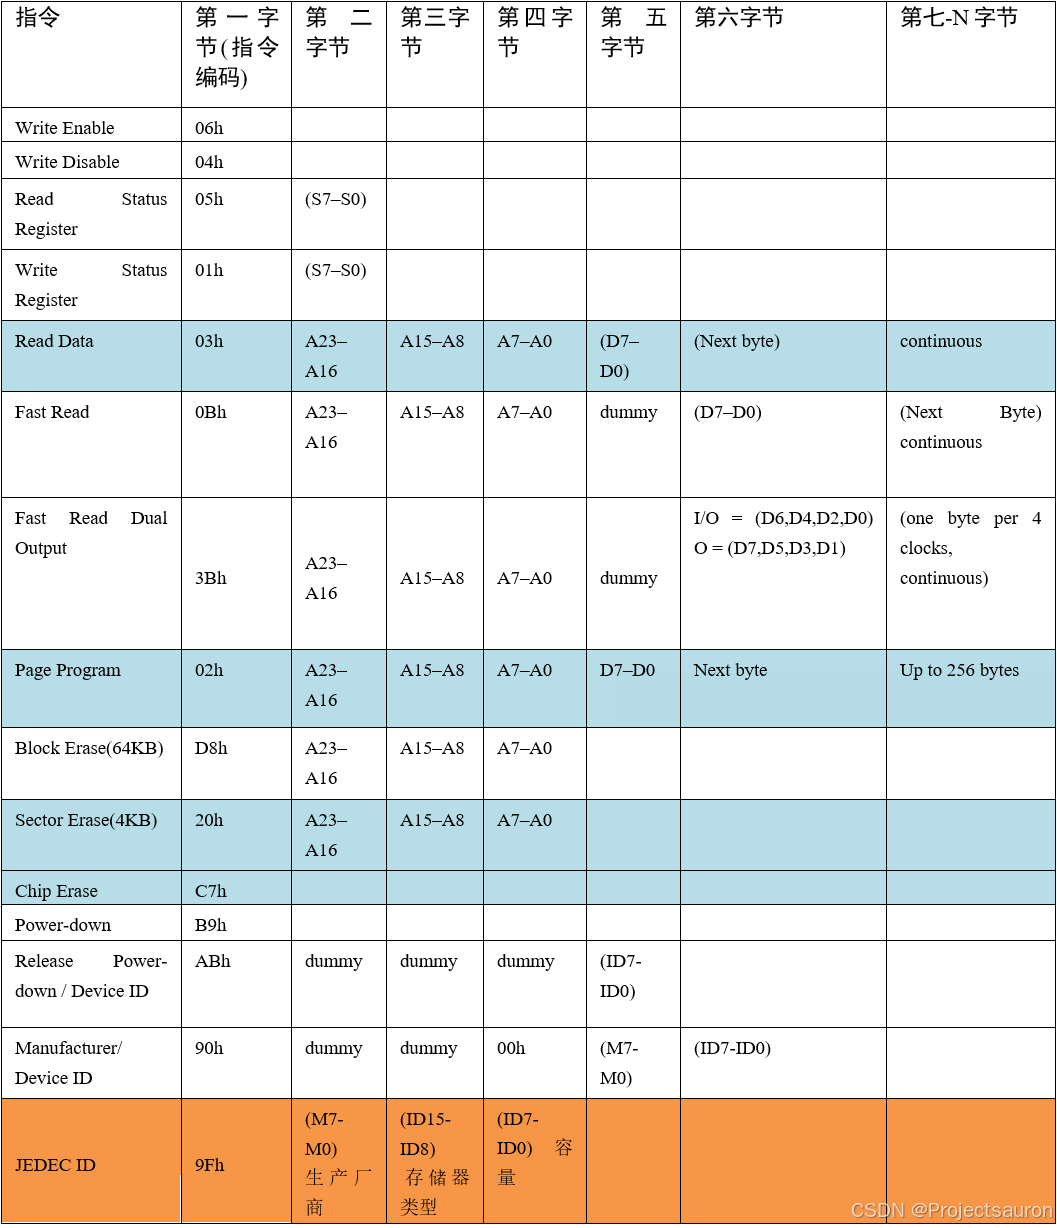 指令 第一字节(指令编码) 第二字节 第三字节 第四字节 第五字节 第六字节 第七-N 字节
Write Enable 06h
Write Disable 04h
Read Status Register 05h (S7–S0)
Write Status Register 01h (S7–S0)
Read Data 03h A23–A16 A15–A8 A7–A0 (D7–D0) (Next byte) continuous
Fast Read 0Bh A23–A16 A15–A8 A7–A0 dummy (D7–D0) (Next Byte) continuous
Fast Read Dual Output 3Bh A23–A16 A15–A8 A7–A0 dummy I/O = (D6,D4,D2,D0) O = (D7,D5,D3,D1) (one byte per 4 clocks, continuous)
Page Program 02h A23–A16 A15–A8 A7–A0 D7–D0 Next byte Up to 256 bytes
Block Erase(64KB) D8h A23–A16 A15–A8 A7–A0
Sector Erase(4KB) 20h A23–A16 A15–A8 A7–A0
Chip Erase C7h
Power-down B9h
Release Power-down / Device ID ABh dummy dummy dummy (ID7-ID0)
Manufacturer/ Device ID 90h dummy dummy 00h (M7-M0) (ID7-ID0)
JEDEC ID 9Fh (M7-M0) 生产厂商 (ID15-ID8) 存储器类型 (ID7-ID0) 容量
CSDN @Projectsauron